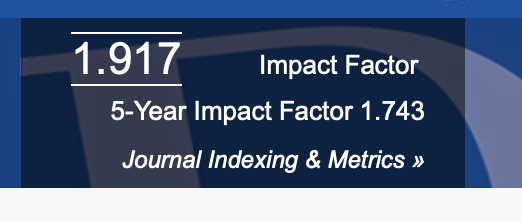 1.917 Impact Factor
5-Year Impact Factor 1.743
Journal Indexing & Metrics »